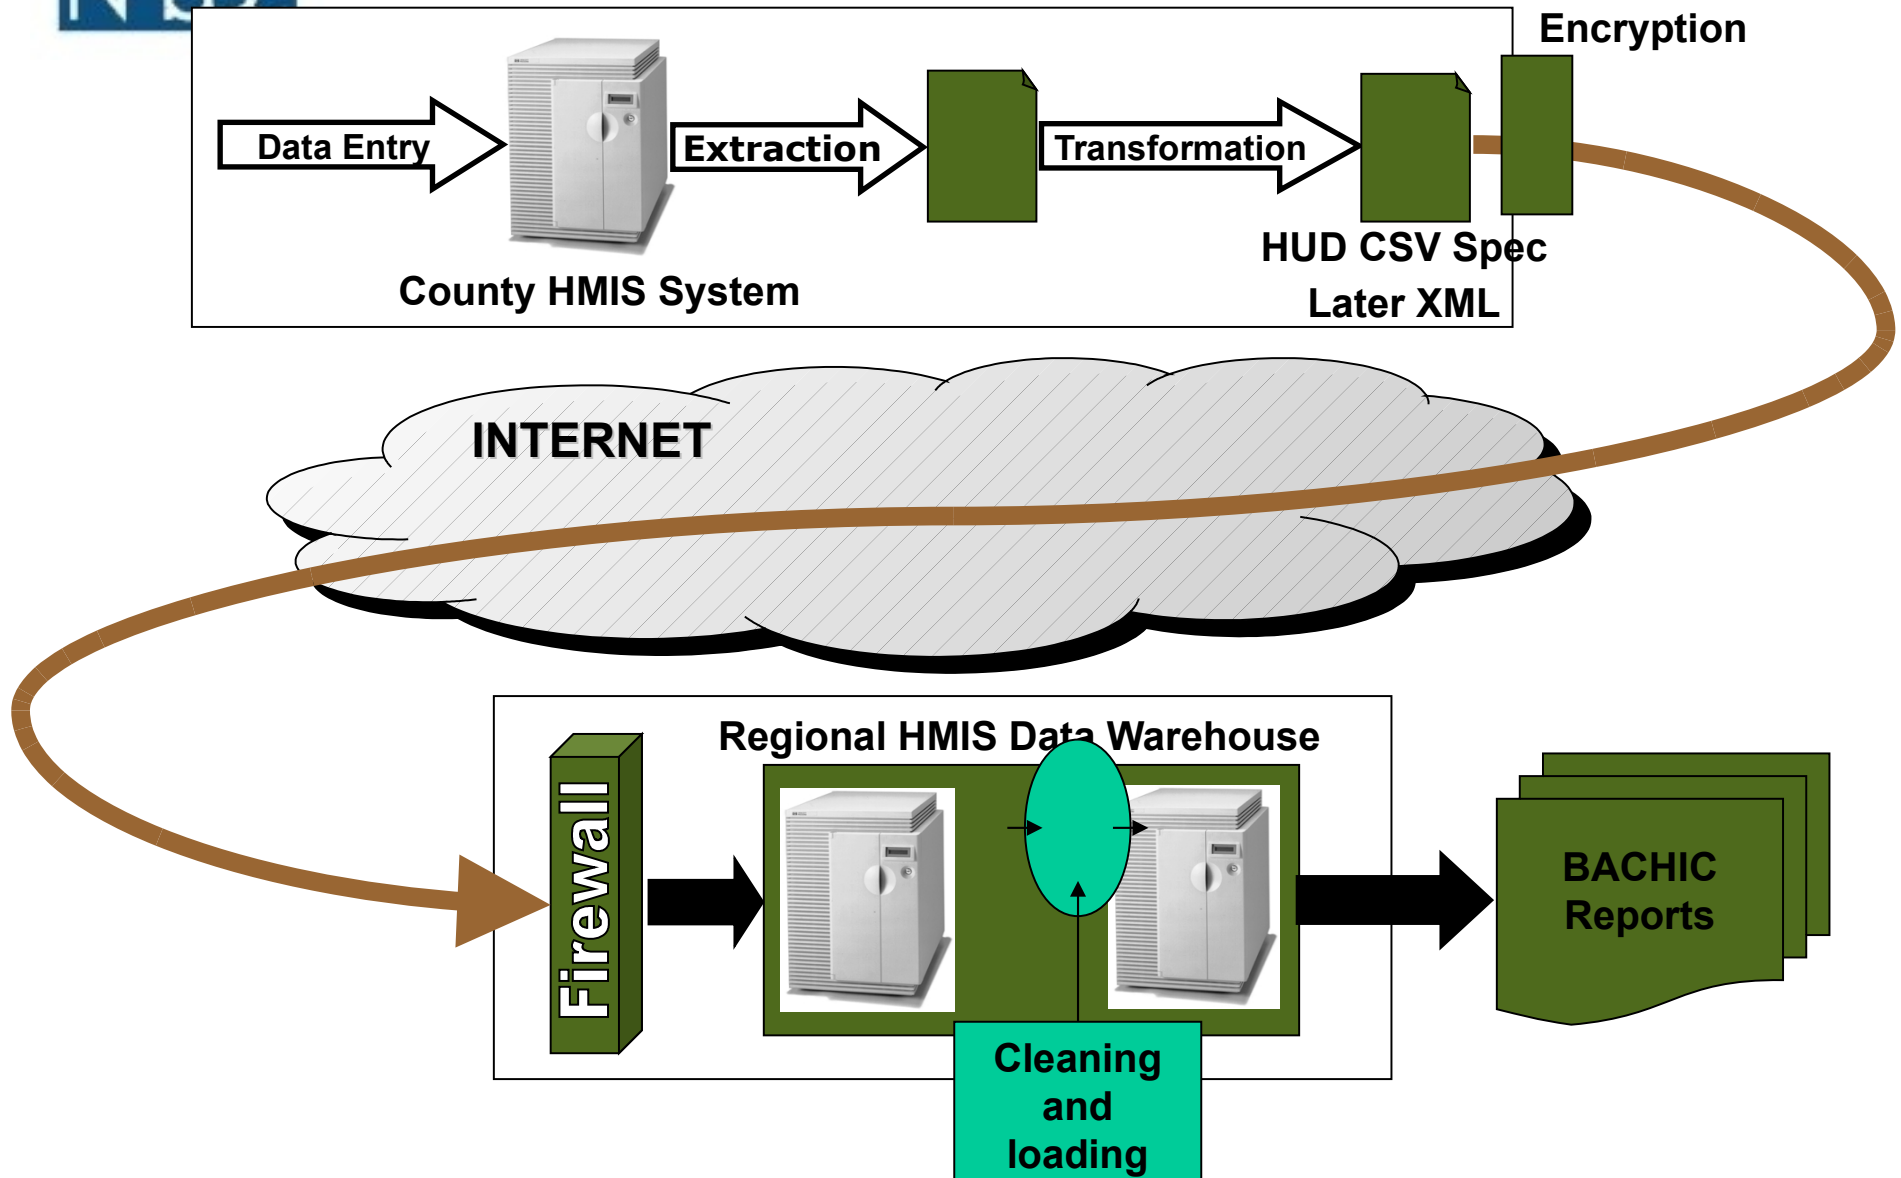 Encryption
Data Entry
Extraction
Transformation
HUD CSV Spec
County HMIS System
Later XML
INTERNET
Regional HMIS Data Warehouse
Firewall
BACHIC
Reports
Cleaning
and
loading